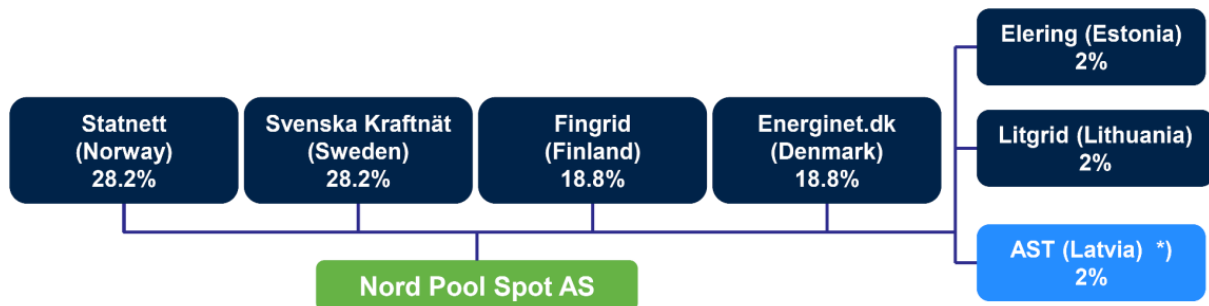 Elering (Estonia)
2%
Statnett
(Norway)
28.2%
Svenska Kraftnät
(Sweden)
28.2%
Fingrid
(Finland)
18.8%
Energinet.dk
(Denmark)
18.8%
Litgrid (Lithuania)
2%
AST (Latvia) *)
2%
Nord Pool Spot AS